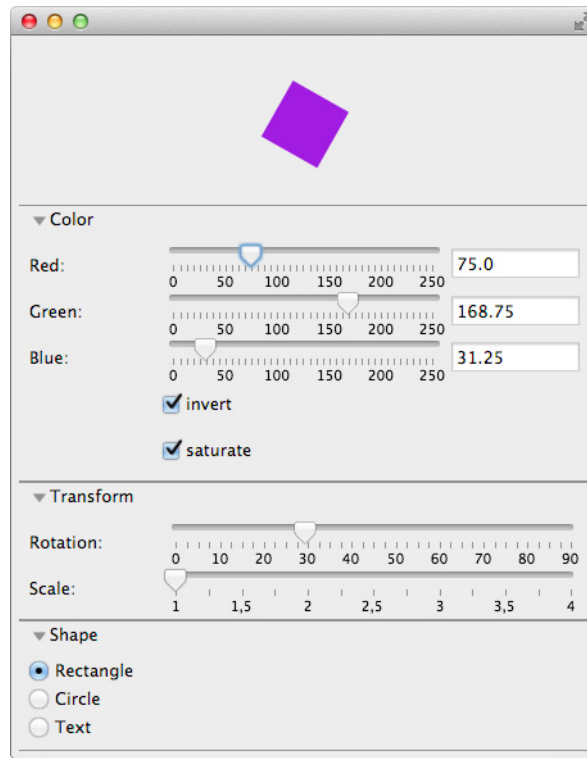 Color
Red:
75.0
0 50 100 150 200 250
Green:
168.75
0 50 100 150 200 250
Blue:
31.25
0 50 100 150 200 250
invert
saturate
Transform
Rotation:
0 10 20 30 40 50 60 70 80 90
Scale:
1 1,5 2 2,5 3 3,5 4
Shape
Rectangle
Circle
Text